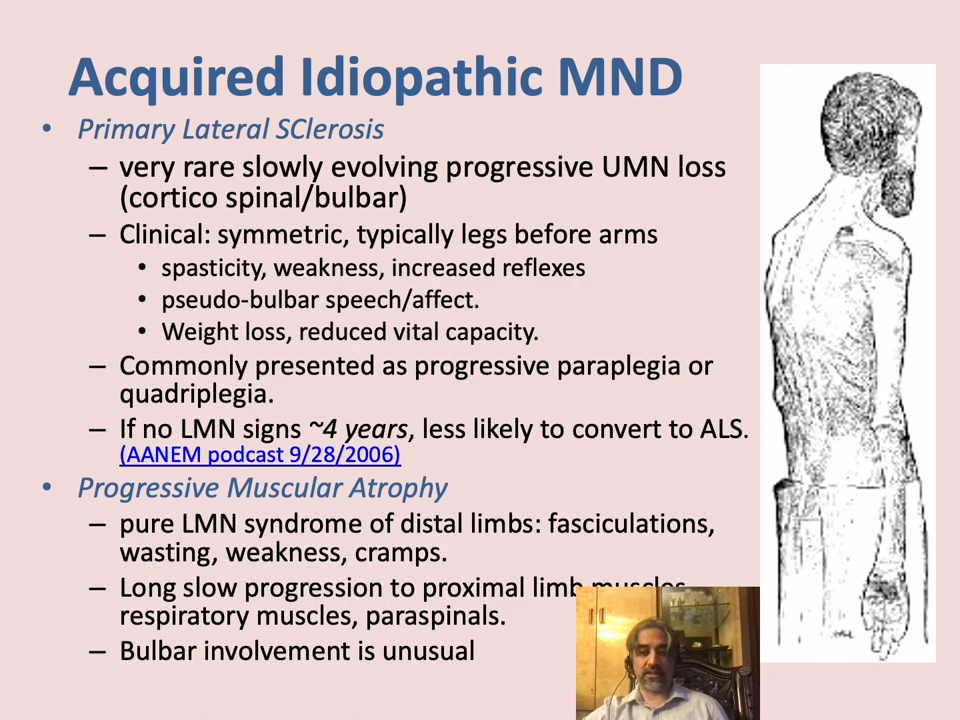 Acquired Idiopathic MND
• Primary Lateral SClerosis
– very rare slowly evolving progressive UMN loss
(cortico spinal/bulbar)
– Clinical: symmetric, typically legs before arms
• spasticity, weakness, increased reflexes
• pseudo-bulbar speech/affect.
• Weight loss, reduced vital capacity.
– Commonly presented as progressive paraplegia or
quadriplegia.
– If no LMN signs ~4 years, less likely to convert to ALS.
(AANEM podcast 9/28/2006)
• Progressive Muscular Atrophy
– pure LMN syndrome of distal limbs: fasciculations,
wasting, weakness, cramps.
– Long slow progression to proximal limb muscles
respiratory muscles, paraspinals.
– Bulbar involvement is unusual